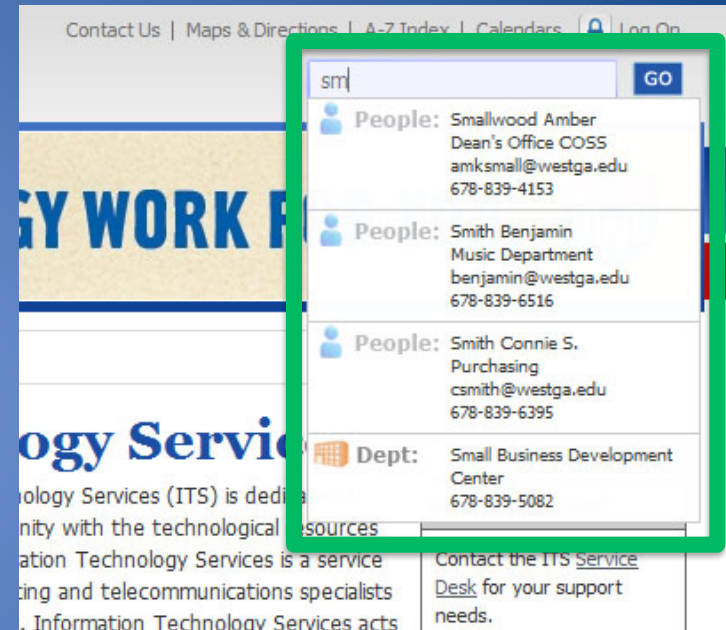 Contact Us | Maps & Directions | A-Z Index | Calendars Log On
sm
GO
People: Smallwood Amber
Dean's Office COSS
amksmall@westga.edu
678-839-4153
GY WORK F
People: Smith Benjamin
Music Department
benjamin@westga.edu
678-839-6516
People: Smith Connie S.
Purchasing
csmith@westga.edu
678-839-6395
Dept: Small Business Development
Center
678-839-5082
ogy Servic
nology Services (ITS) is dedi
nity with the technological resources
ation Technology Services is a service
ting and telecommunications specialists
. Information Technology Services acts
Contact the ITS Service
Desk for your support
needs.